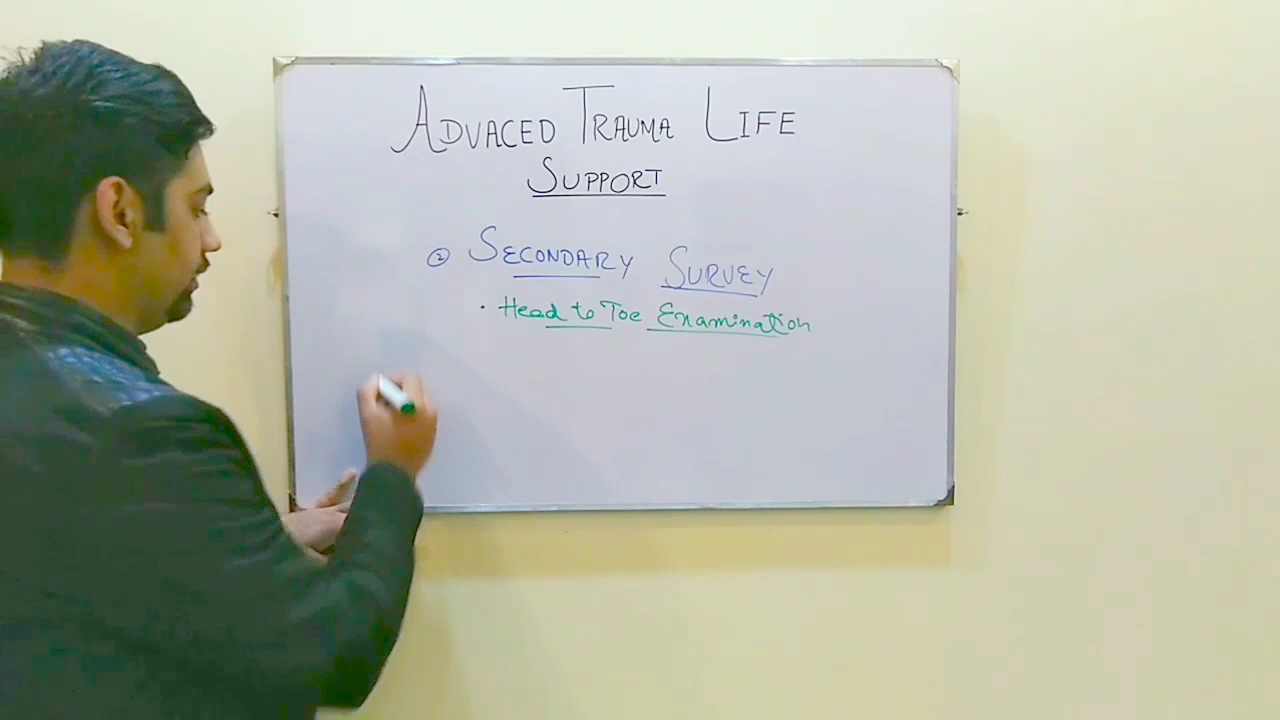 ADVACED TRAUMA LIFE
SUPPORT
② SECONDARY SURVEY
· Head to Toe Examination